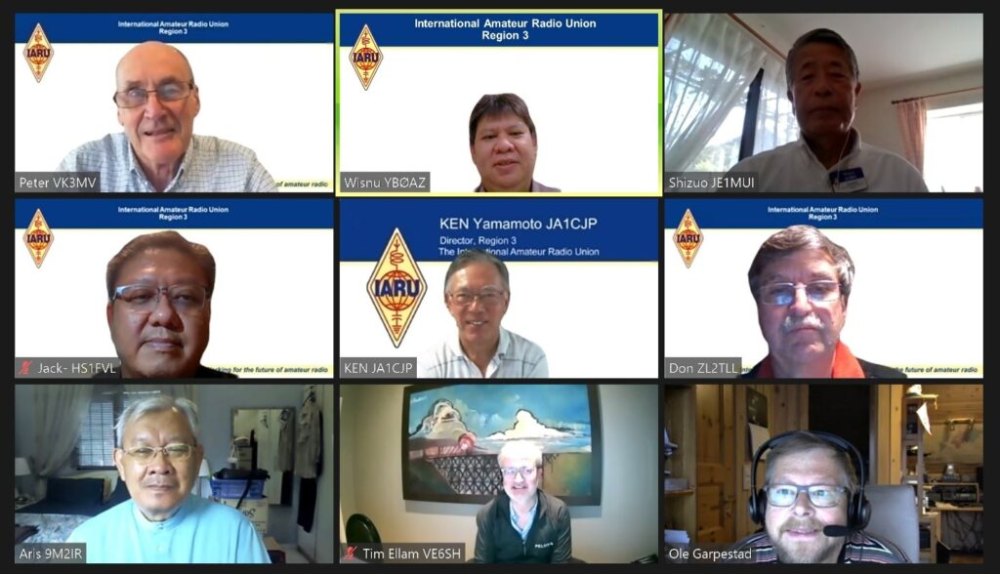 International Amateur Radio Union
Region 3
IARU
of amateur radio
Peter VK3MV
International Amateur Radio Union
Region 3
IARU
Wisnu YBØAZ
Shizuo JE1MUI
International Amateur Radio Union
Region 3
IARU
king for the future of amateur radio
Jack- HS1FVL
KEN Yamamoto JA1CJP
Director, Region 3
The International Amateur Radio Union
IARU
KEN JA1CJP
International Amateur Radio Union
Region 3
IARU
the future of amateur radio
Don ZL2TLL
Aris 9M2IR
Tim Ellam VE6SH
Ole Garpestad